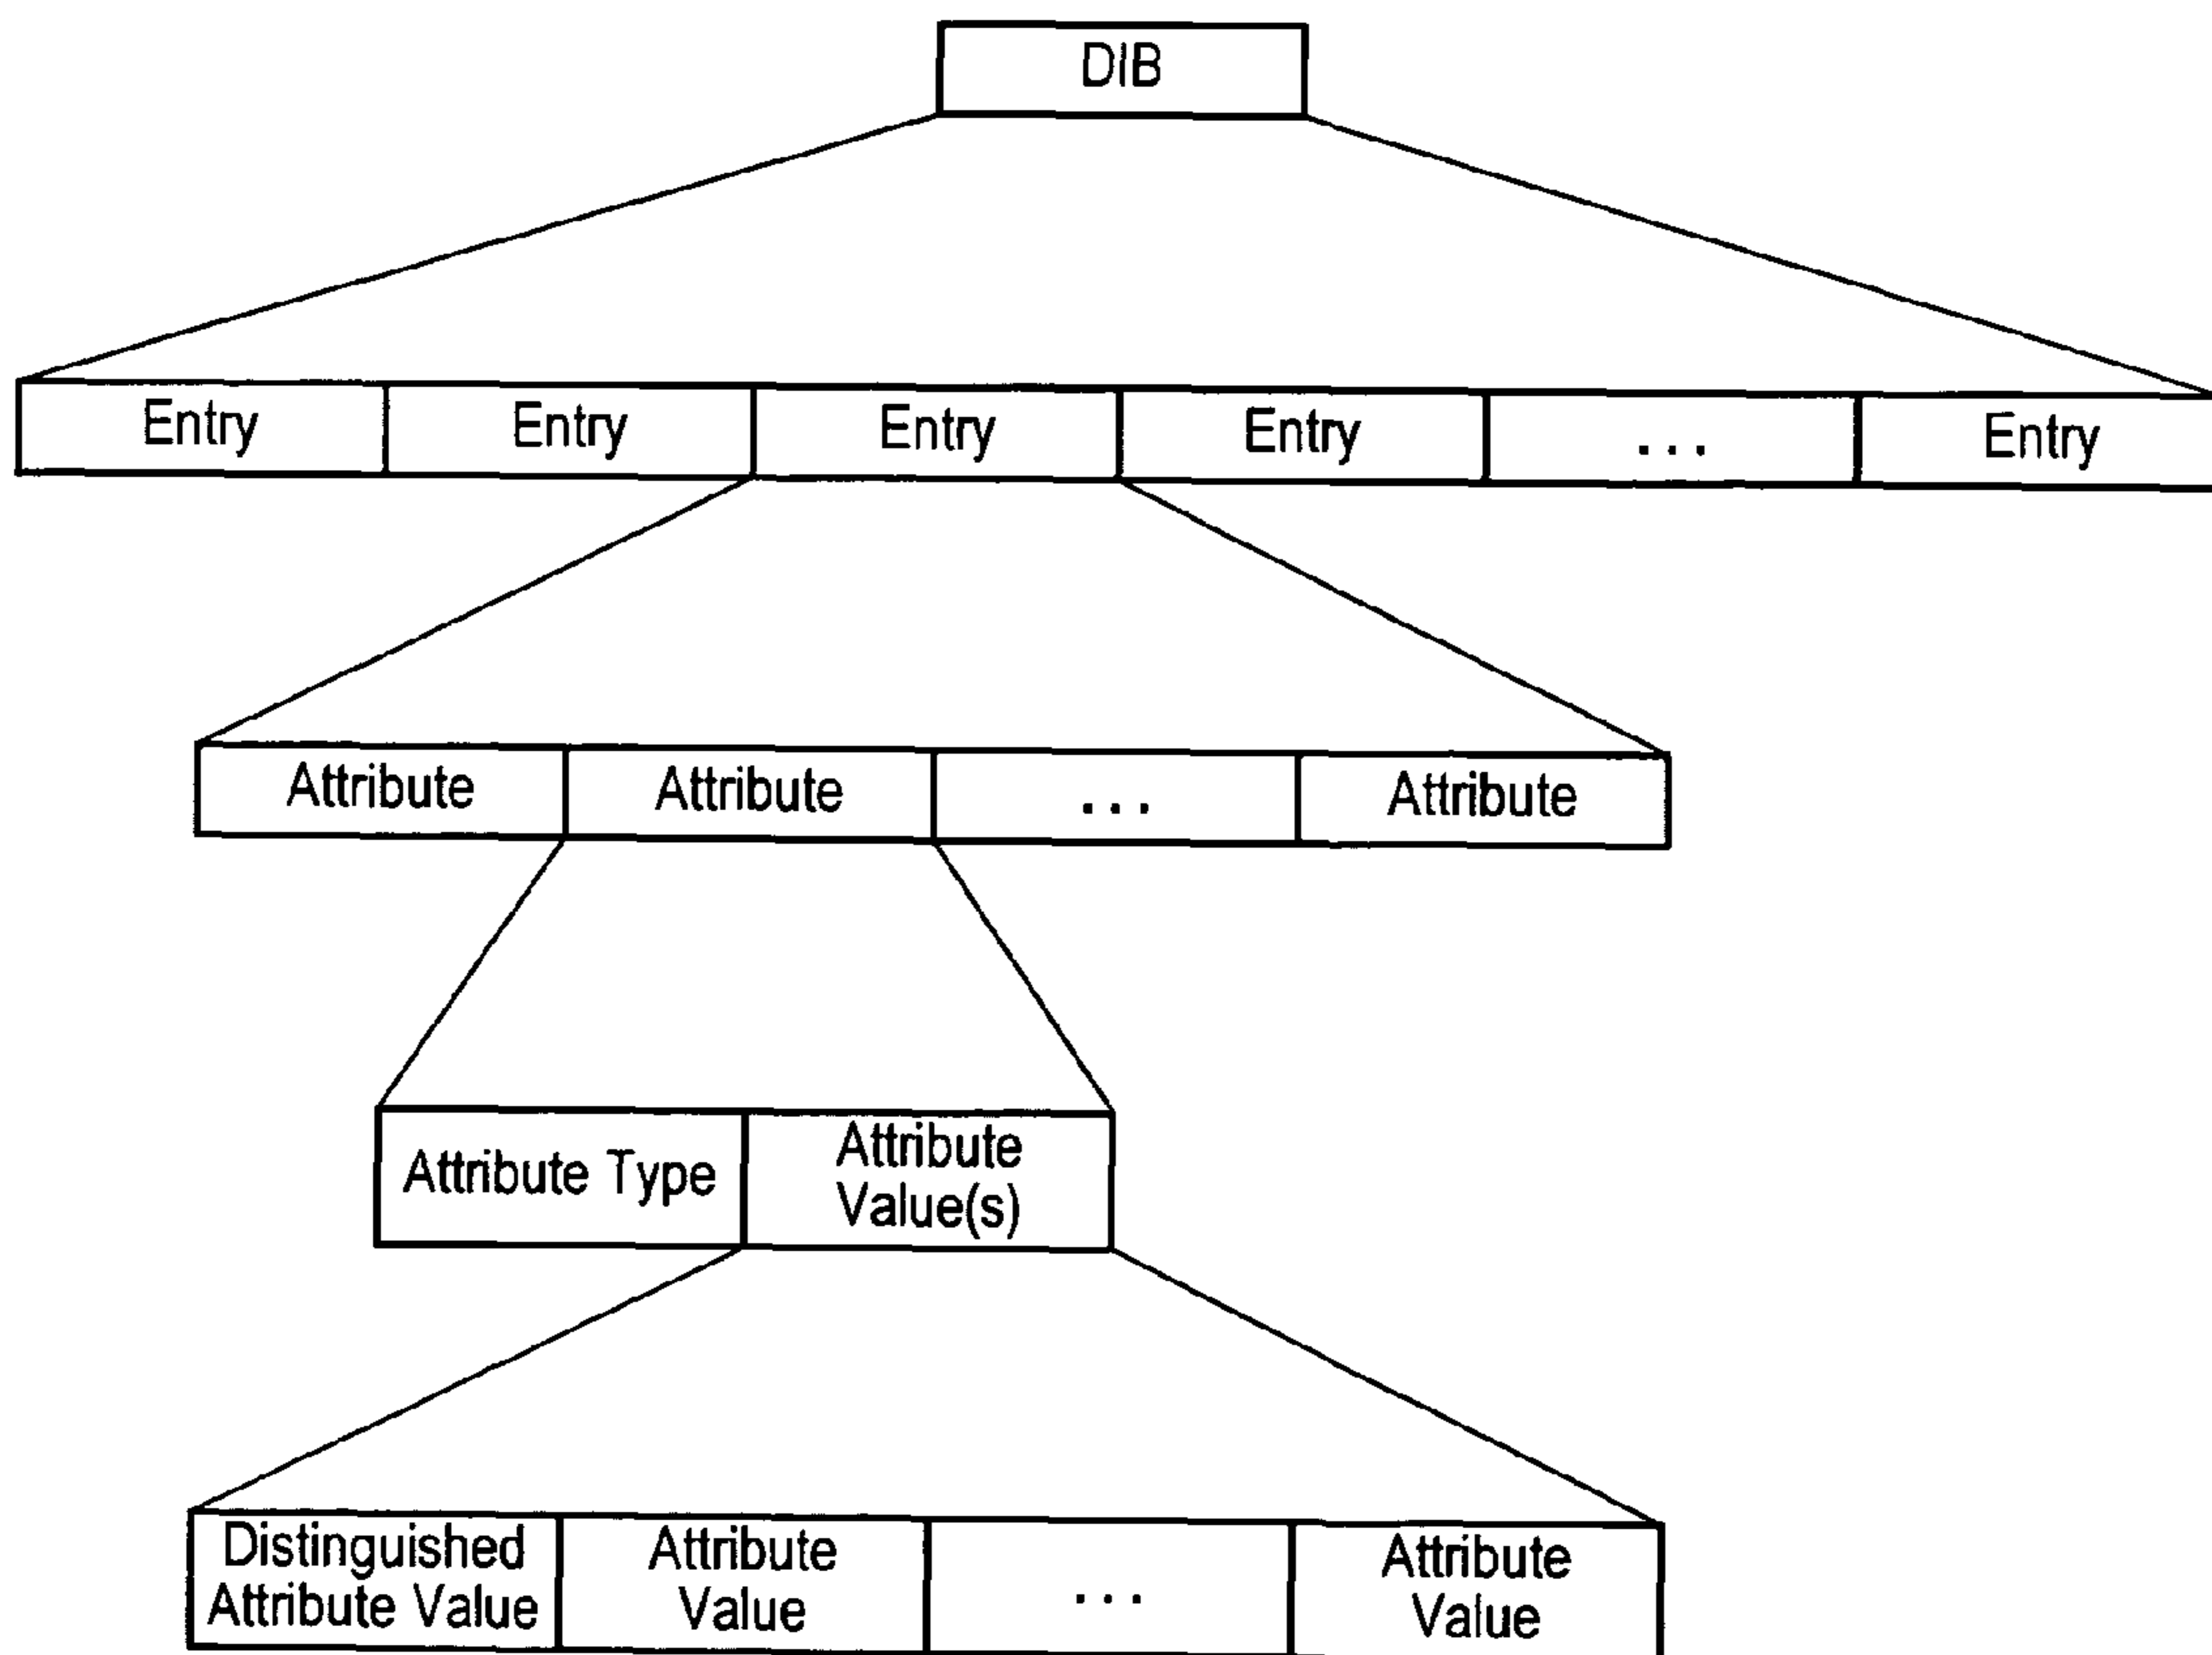 DIB
Entry Entry Entry Entry ... Entry
Attribute Attribute ... Attribute
Attribute Type
Attribute
Value(s)
Distinguished
Attribute Value
Attribute
Value
...
Attribute
Value